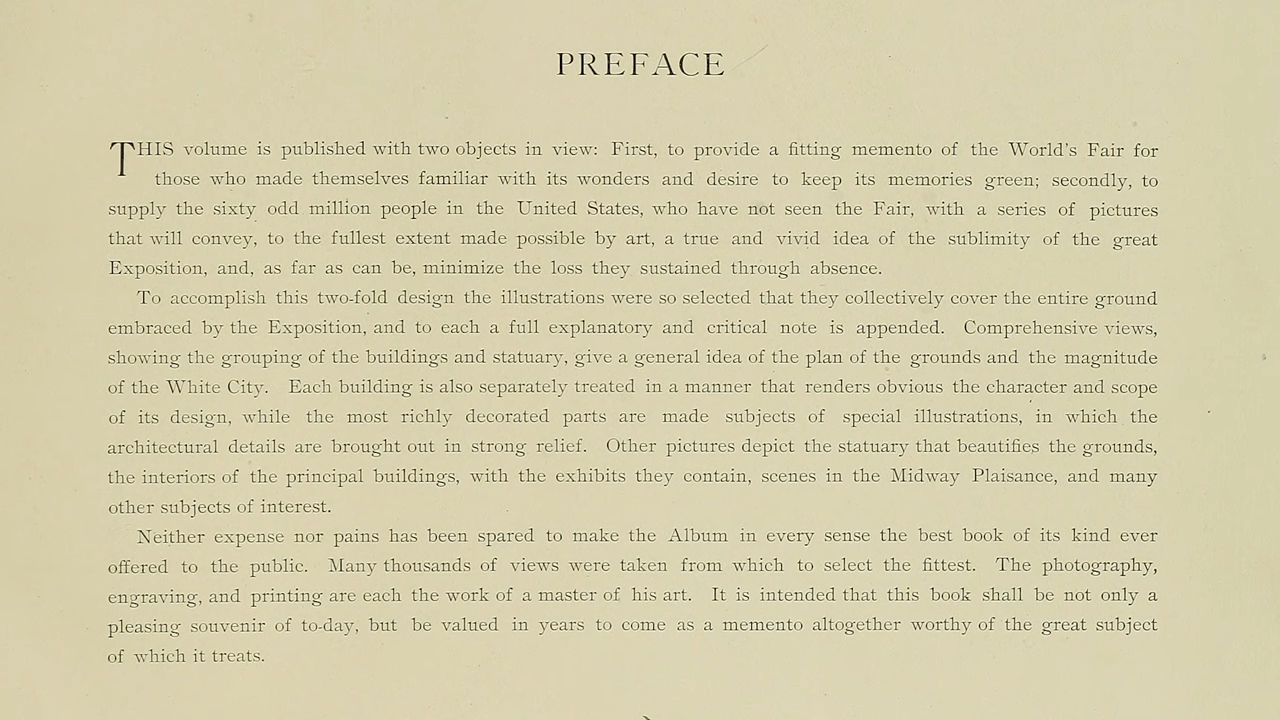 PREFACE
THIS volume is published with two objects in view: First, to provide a fitting memento of the World's Fair for
those who made themselves familiar with its wonders and desire to keep its memories green; secondly, to
supply the sixty odd million people in the United States, who have not seen the Fair, with a series of pictures
that will convey, to the fullest extent made possible by art, a true and vivid idea of the sublimity of the great
Exposition, and, as far as can be, minimize the loss they sustained through absence.
To accomplish this two-fold design the illustrations were so selected that they collectively cover the entire ground
embraced by the Exposition, and to each a full explanatory and critical note is appended. Comprehensive views,
showing the grouping of the buildings and statuary, give a general idea of the plan of the grounds and the magnitude
of the White City. Each building is also separately treated in a manner that renders obvious the character and scope
of its design, while the most richly decorated parts are made subjects of special illustrations, in which the
architectural details are brought out in strong relief. Other pictures depict the statuary that beautifies the grounds,
the interiors of the principal buildings, with the exhibits they contain, scenes in the Midway Plaisance, and many
other subjects of interest.
Neither expense nor pains has been spared to make the Album in every sense the best book of its kind ever
offered to the public. Many thousands of views were taken from which to select the fittest. The photography,
engraving, and printing are each the work of a master of his art. It is intended that this book shall be not only a
pleasing souvenir of to-day, but be valued in years to come as a memento altogether worthy of the great subject
of which it treats.